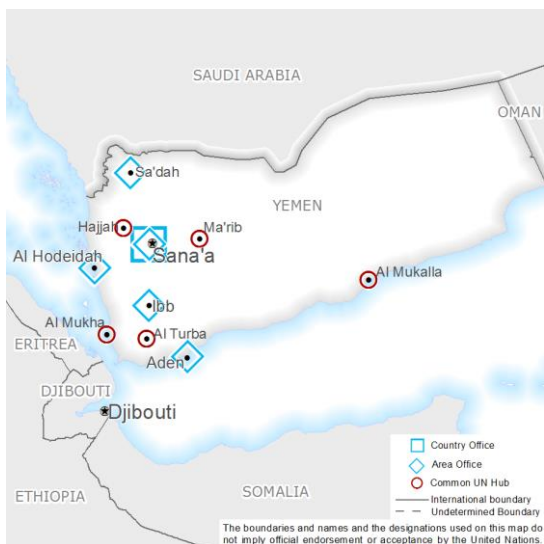 SAUDI ARABIA
OMAN
Sa'dah
YEMEN
Hajjah
Ma'rib
Sana'a
Al Hodeidah
Al Mukalla
Ibb
Al Mukha
Al Turba
ERITREA
Aden
DJIBOUTI
Djibouti
Country Office
Area Office
Common UN Hub
International boundary
Undetermined Boundary
ETHIOPIA
SOMALIA
The boundaries and names and the designations used on this map do
not imply official endorsement or acceptance by the United Nations.